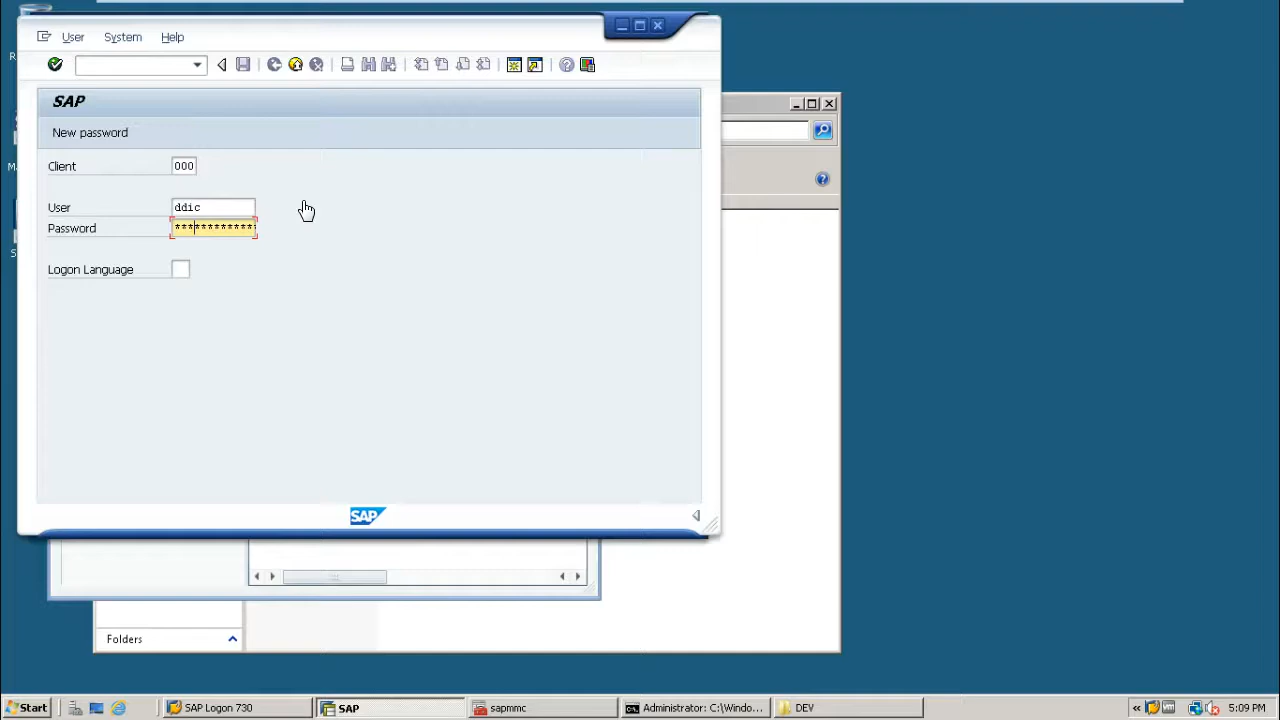 User System Help
SAP
New password
Client 000
User ddic
Password ************
Logon Language
SAP
Folders
Start SAP Logon 730 SAP sapmmc Administrator: C:\Windo... DEV « 5:09 PM